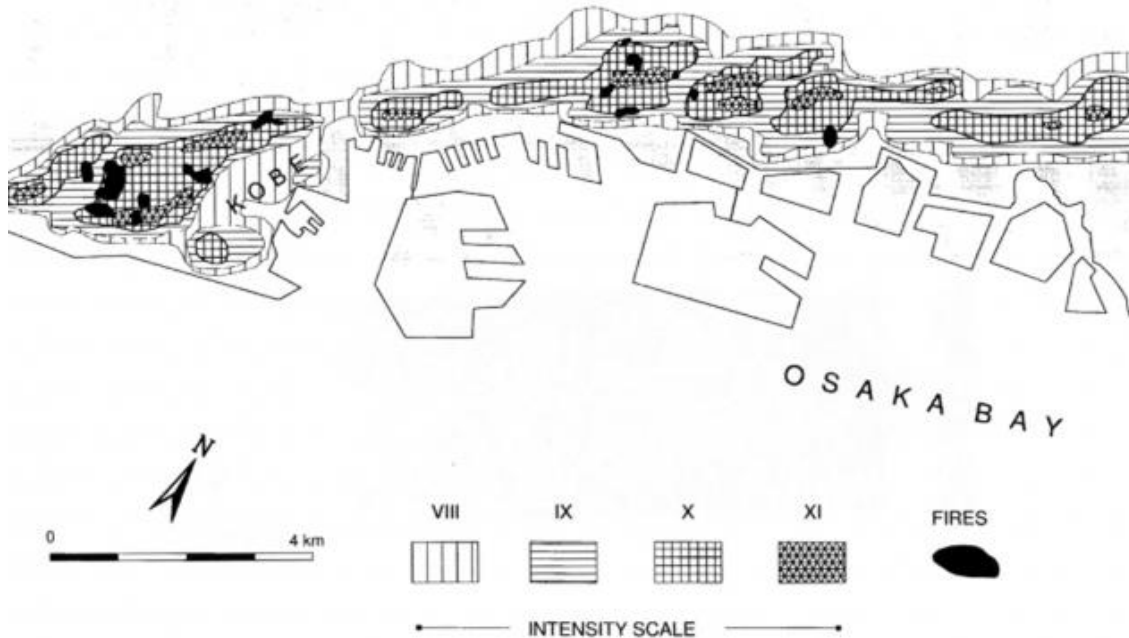 KOBE
OSAKA BAY
N
0 4 km
VIII IX X XI FIRES
INTENSITY SCALE